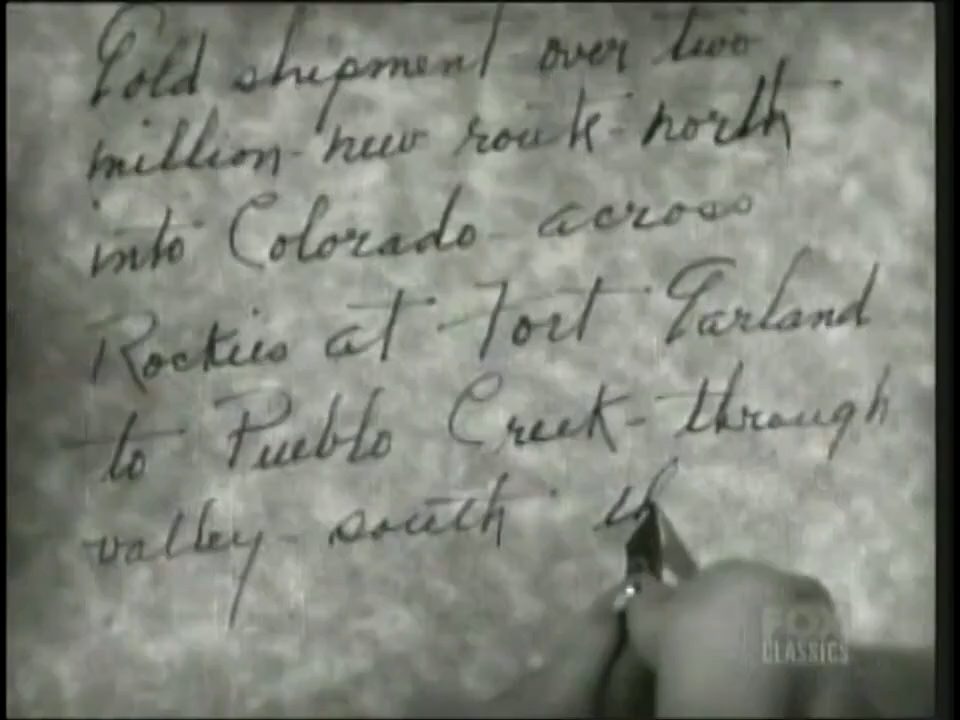 Gold shipment over two
million - new route - north
into Colorado across
Rockies at Fort Garland
to Pueblo Creek - through
valley - south th
FOX
CLASSICS